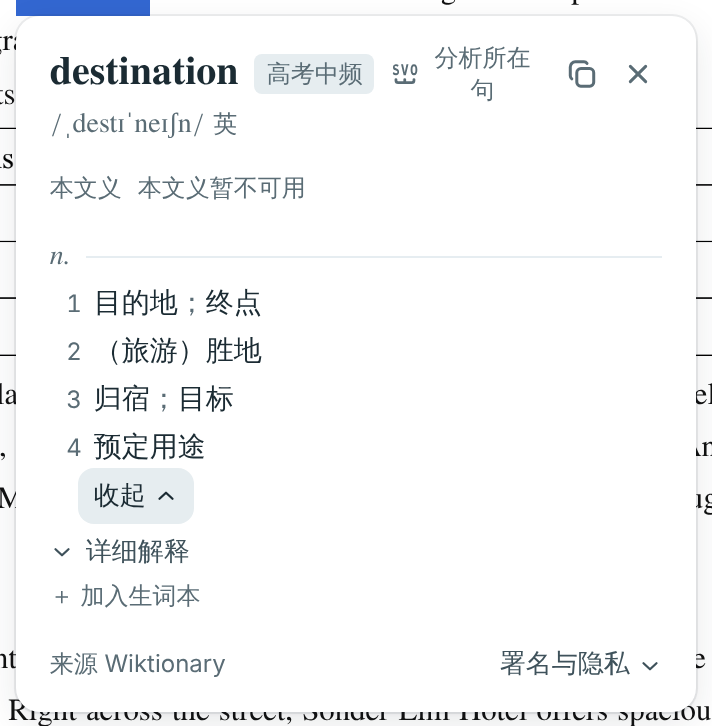 destination 高考中频 SVO 分析所在句
/ˌdestɪˈneɪʃn/ 英
本文义 本文义暂不可用
n.
1 目的地；终点
2 （旅游）胜地
3 归宿；目标
4 预定用途
收起
详细解释
+ 加入生词本
来源 Wiktionary 署名与隐私
Right across the street, Sonder Elm Hotel offers spaciou